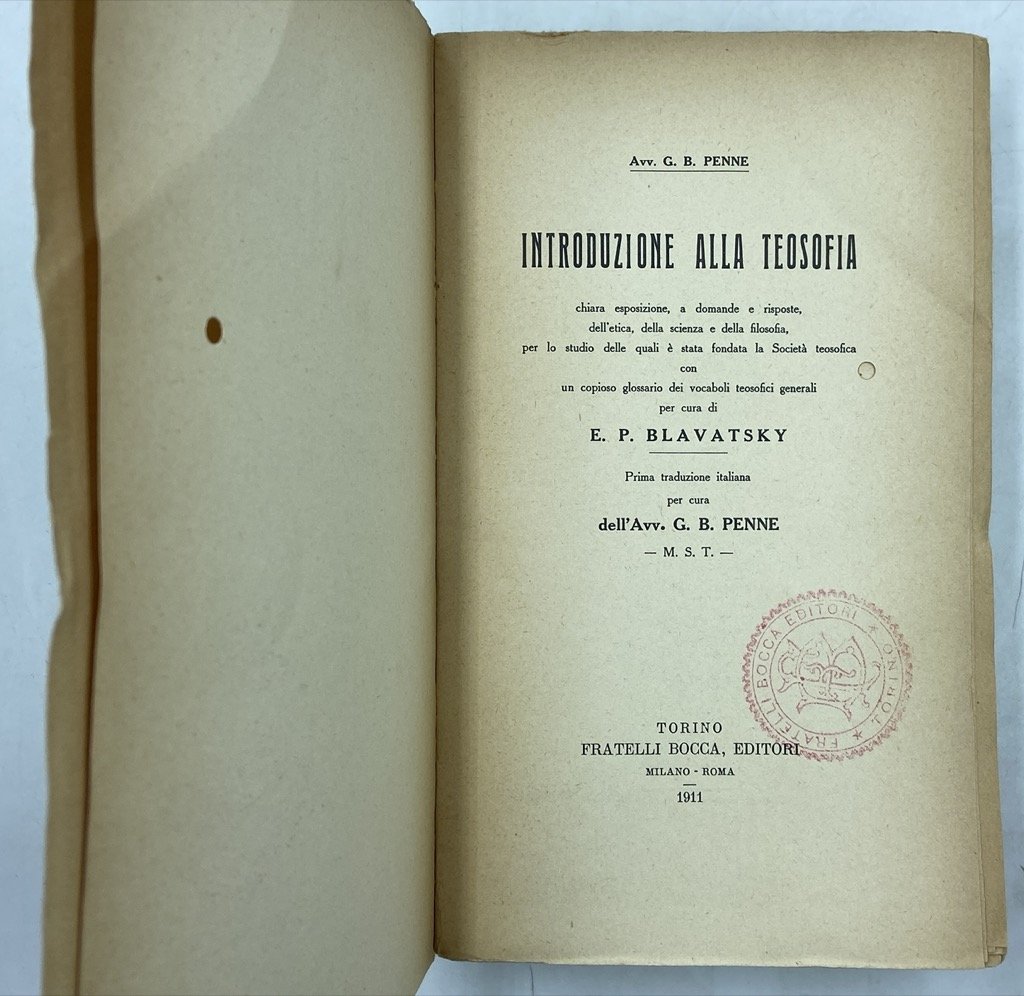 Avv. G. B. PENNE
INTRODUZIONE ALLA TEOSOFIA
chiara esposizione, a domande e risposte,
dell'etica, della scienza e della filosofia,
per lo studio delle quali è stata fondata la Società teosofica
con
un copioso glossario dei vocaboli teosofici generali
per cura di
E. P. BLAVATSKY
Prima traduzione italiana
per cura
dell'Avv. G. B. PENNE
— M. S. T. —
FRATELLI BOCCA EDITORI * TORINO *
TORINO
FRATELLI BOCCA, EDITORI
MILANO - ROMA
1911